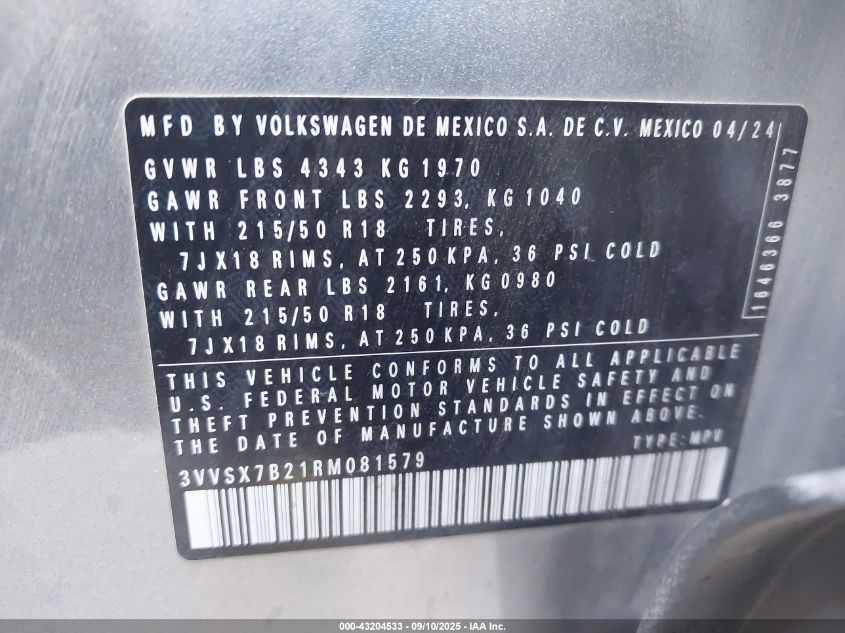 MFD BY VOLKSWAGEN DE MEXICO S.A. DE C.V. MEXICO 04/24
GVWR LBS 4343 KG 1970
GAWR FRONT LBS 2293, KG 1040
WITH 215/50 R18 TIRES,
7JX18 RIMS, AT 250 KPA, 36 PSI COLD
GAWR REAR LBS 2161, KG 0980
WITH 215/50 R18 TIRES,
7JX18 RIMS, AT 250 KPA, 36 PSI COLD
1646366 3877
THIS VEHICLE CONFORMS TO ALL APPLICABLE
U.S. FEDERAL MOTOR VEHICLE SAFETY AND
THEFT PREVENTION STANDARDS IN EFFECT ON
THE DATE OF MANUFACTURE SHOWN ABOVE.
TYPE: MPV
3VVSX7B21RM081579
000-43204533 - 09/10/2025 - IAA Inc.